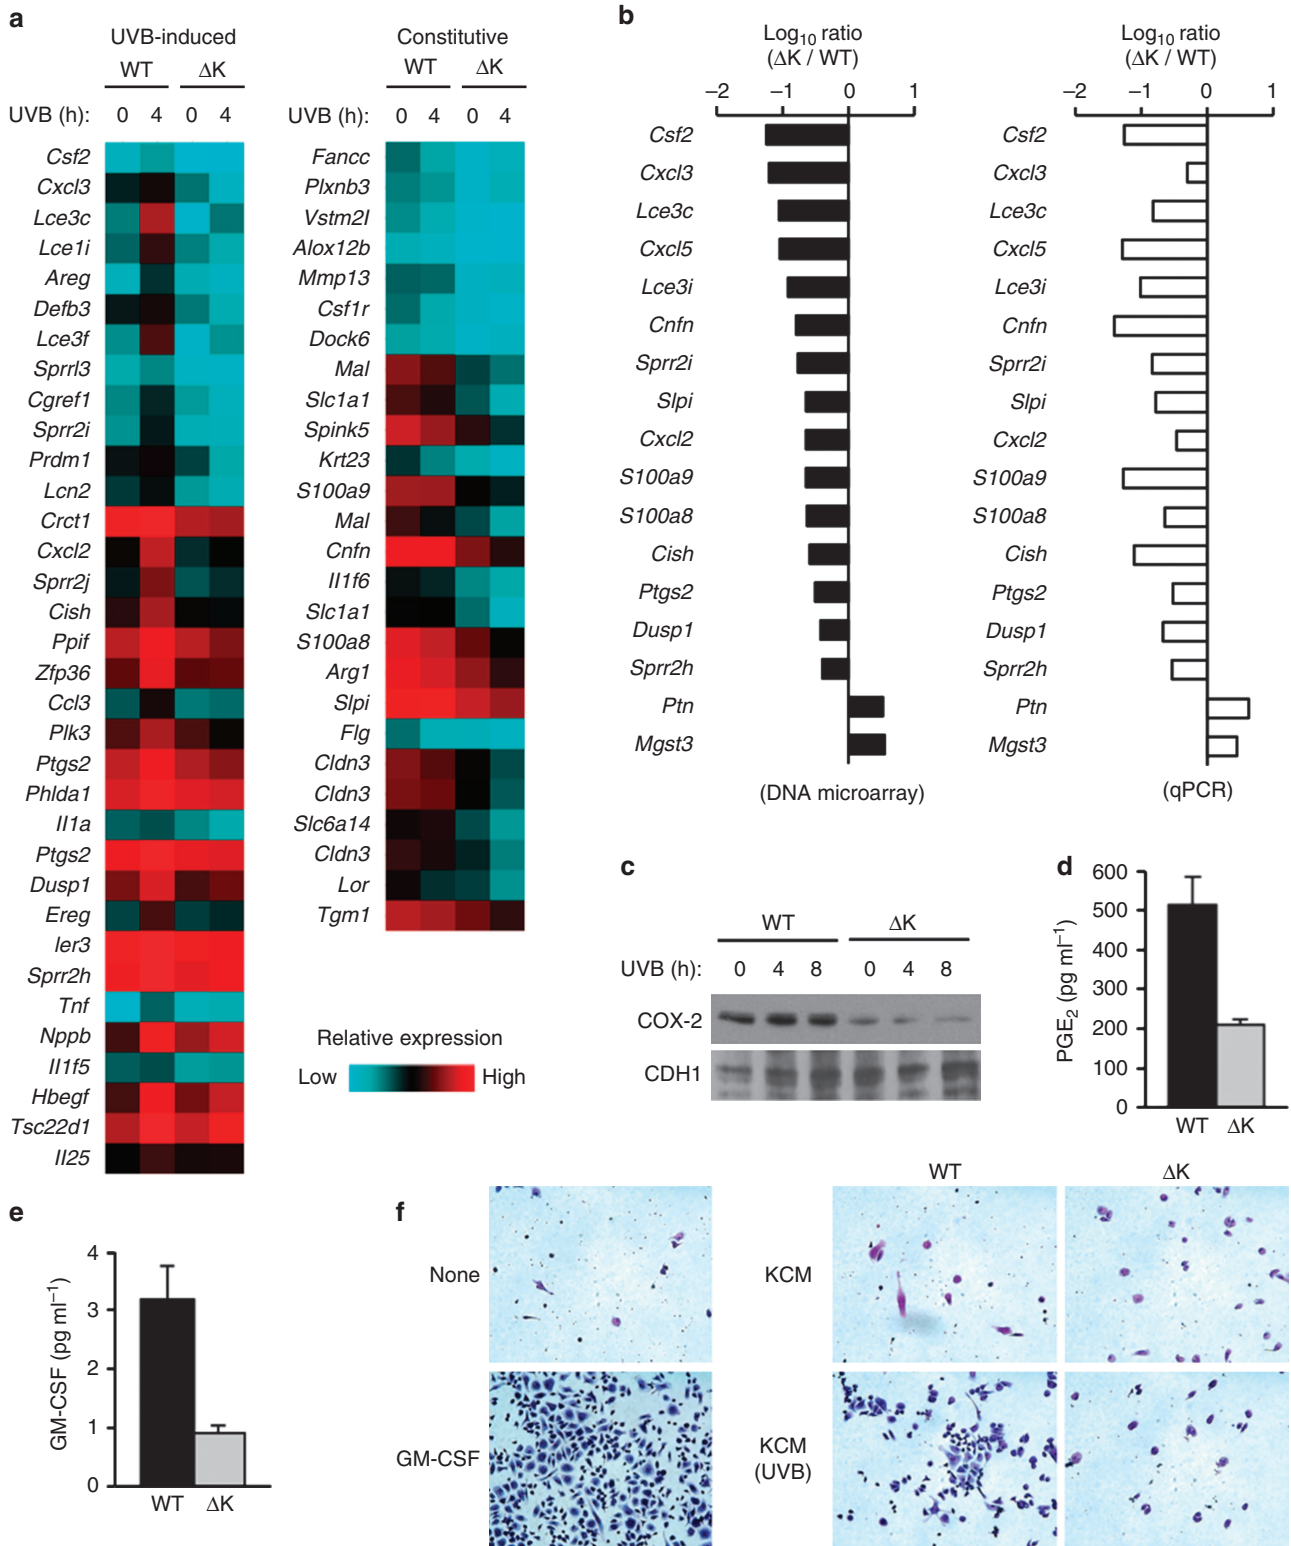 a
UVB-induced
WT ΔK
UVB (h): 0 4 0 4
Csf2
Cxcl3
Lce3c
Lce1i
Areg
Defb3
Lce3f
Sprrl3
Cgref1
Sprr2i
Prdm1
Lcn2
Crct1
Cxcl2
Sprr2j
Cish
Ppif
Zfp36
Ccl3
Plk3
Ptgs2
Phlda1
Il1a
Ptgs2
Dusp1
Ereg
Ier3
Sprr2h
Tnf
Nppb
Il1f5
Hbegf
Tsc22d1
Il25
Constitutive
WT ΔK
UVB (h): 0 4 0 4
Fancc
Plxnb3
Vstm2l
Alox12b
Mmp13
Csf1r
Dock6
Mal
Slc1a1
Spink5
Krt23
S100a9
Mal
Cnfn
Il1f6
Slc1a1
S100a8
Arg1
Slpi
Flg
Cldn3
Cldn3
Slc6a14
Cldn3
Lor
Tgm1
Relative expression
Low High
b
Log10 ratio
(ΔK / WT)
–2 –1 0 1
Csf2
Cxcl3
Lce3c
Cxcl5
Lce3i
Cnfn
Sprr2i
Slpi
Cxcl2
S100a9
S100a8
Cish
Ptgs2
Dusp1
Sprr2h
Ptn
Mgst3
(DNA microarray)
Log10 ratio
(ΔK / WT)
–2 –1 0 1
Csf2
Cxcl3
Lce3c
Cxcl5
Lce3i
Cnfn
Sprr2i
Slpi
Cxcl2
S100a9
S100a8
Cish
Ptgs2
Dusp1
Sprr2h
Ptn
Mgst3
(qPCR)
c
WT ΔK
UVB (h): 0 4 8 0 4 8
COX-2
CDH1
d
PGE2 (pg ml–1)
600
500
400
300
200
100
0
WT ΔK
e
GM-CSF (pg ml–1)
4
3
2
1
0
WT ΔK
f
None
GM-CSF
WT ΔK
KCM
KCM
(UVB)